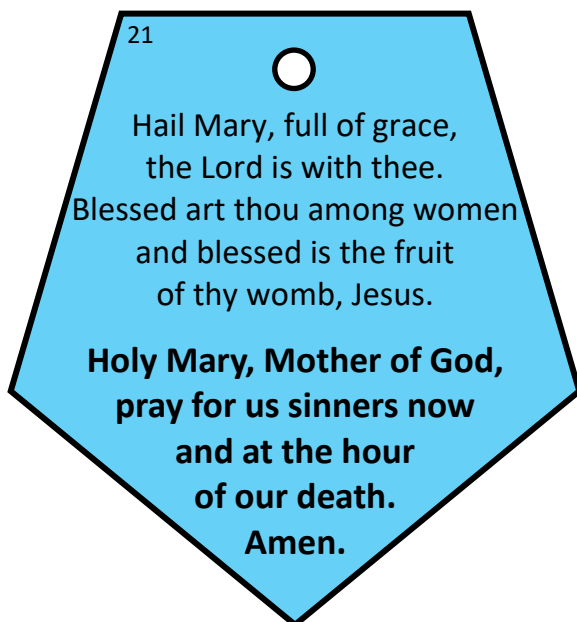 21
Hail Mary, full of grace,
the Lord is with thee.
Blessed art thou among women
and blessed is the fruit
of thy womb, Jesus.
Holy Mary, Mother of God,
pray for us sinners now
and at the hour
of our death.
Amen.